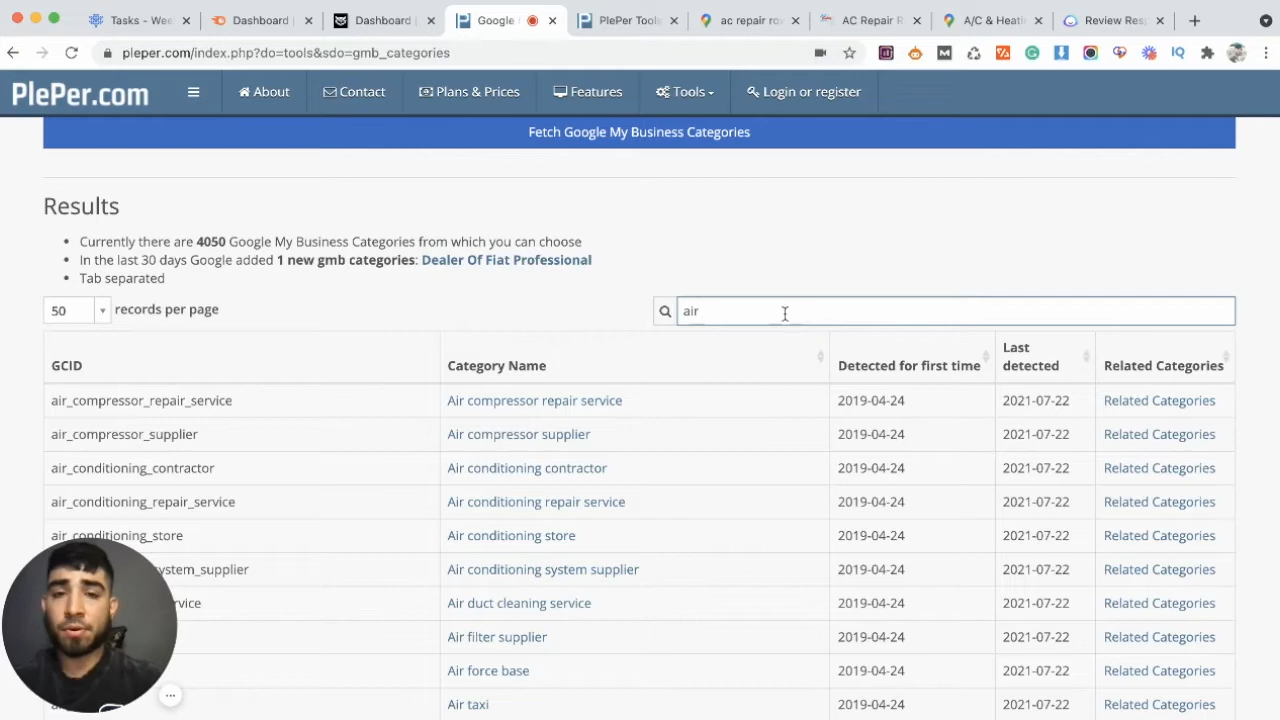 Tasks - Wee
Dashboard
Dashboard
Google
PlePer Tools
ac repair ro
AC Repair R
A/C & Heati
Review Res
pleper.com/index.php?do=tools&sdo=gmb_categories
PlePer.com
About
Contact
Plans & Prices
Features
Tools
Login or register
Fetch Google My Business Categories
Results
Currently there are 4050 Google My Business Categories from which you can choose
In the last 30 days Google added 1 new gmb categories: Dealer Of Fiat Professional
Tab separated
50 records per page
air
GCID Category Name Detected for first time Last detected Related Categories
air_compressor_repair_service Air compressor repair service 2019-04-24 2021-07-22 Related Categories
air_compressor_supplier Air compressor supplier 2019-04-24 2021-07-22 Related Categories
air_conditioning_contractor Air conditioning contractor 2019-04-24 2021-07-22 Related Categories
air_conditioning_repair_service Air conditioning repair service 2019-04-24 2021-07-22 Related Categories
air_conditioning_store Air conditioning store 2019-04-24 2021-07-22 Related Categories
ystem_supplier Air conditioning system supplier 2019-04-24 2021-07-22 Related Categories
rvice Air duct cleaning service 2019-04-24 2021-07-22 Related Categories
Air filter supplier 2019-04-24 2021-07-22 Related Categories
Air force base 2019-04-24 2021-07-22 Related Categories
Air taxi 2019-04-24 2021-07-22 Related Categories